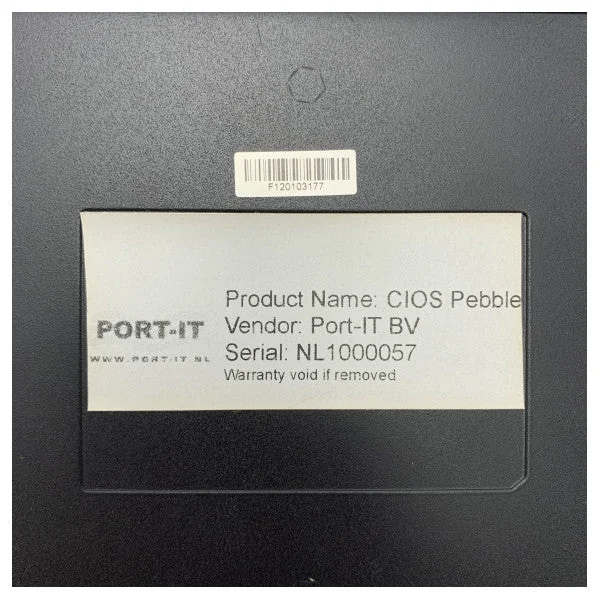 F120103177
PORT-IT
WWW.PORT-IT.NL
Product Name: CIOS Pebble
Vendor: Port-IT BV
Serial: NL1000057
Warranty void if removed